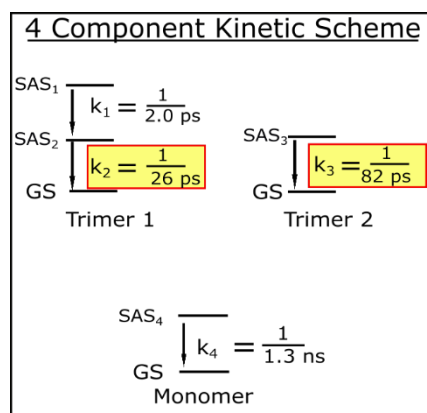 4 Component Kinetic Scheme
SAS₁
k₁ = 1/2.0 ps
SAS₂
k₂ = 1/26 ps
GS
Trimer 1
SAS₃
k₃ = 1/82 ps
GS
Trimer 2
SAS₄
k₄ = 1/1.3 ns
GS
Monomer